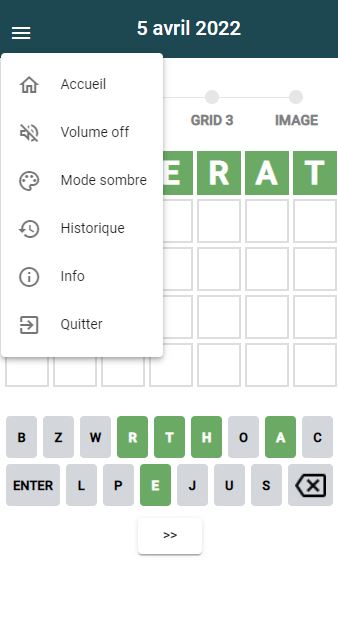 5 avril 2022
Accueil
Volume off
Mode sombre
Historique
Info
Quitter
GRID 3 IMAGE
E R A T
B Z W R T H O A C
ENTER L P E J U S
>>